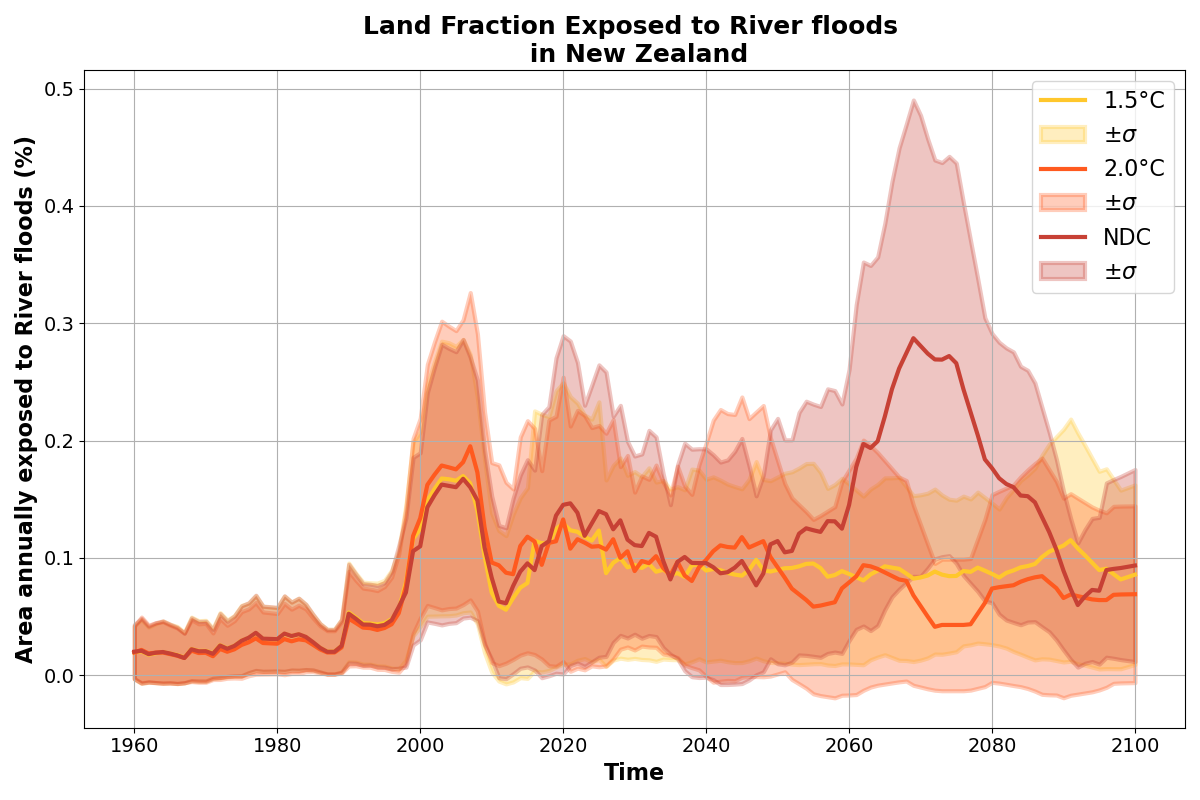 Land Fraction Exposed to River floods
in New Zealand
Area annually exposed to River floods (%)
0.5
0.4
0.3
0.2
0.1
0.0
1.5°C
±σ
2.0°C
±σ
NDC
±σ
1960 1980 2000 2020 2040 2060 2080 2100
Time